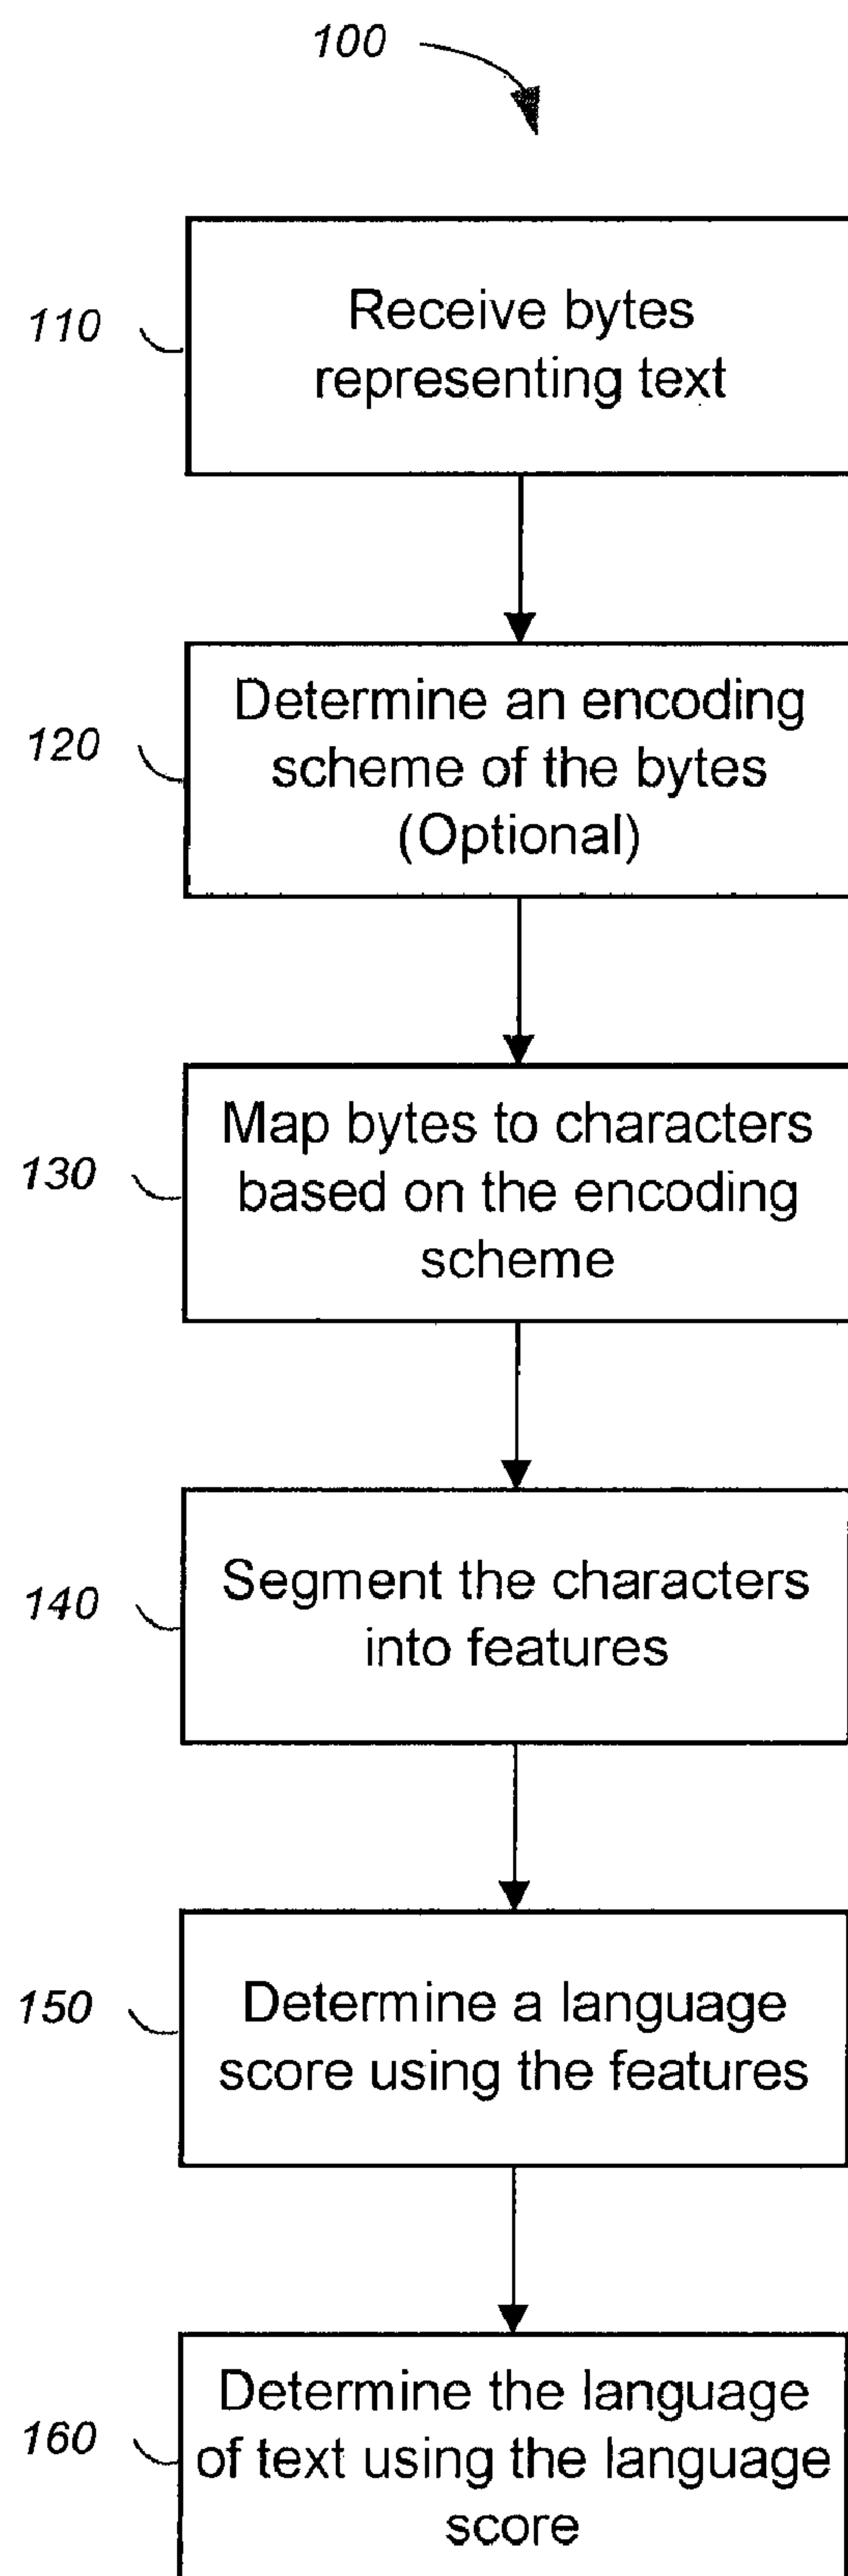 100
110
Receive bytes
representing text
120
Determine an encoding
scheme of the bytes
(Optional)
130
Map bytes to characters
based on the encoding
scheme
140
Segment the characters
into features
150
Determine a language
score using the features
160
Determine the language
of text using the language
score